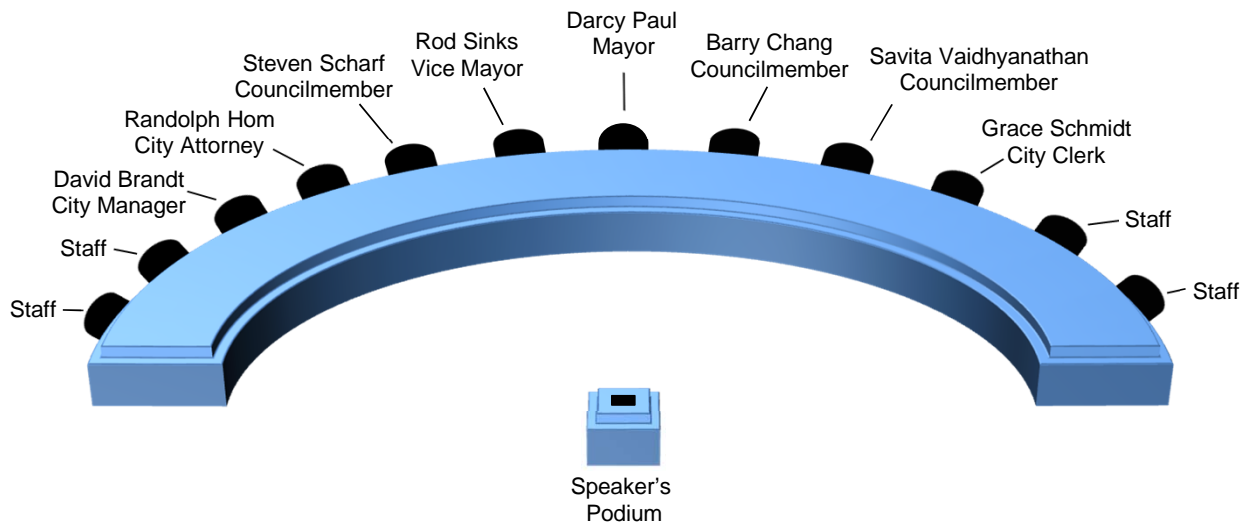 Darcy Paul
Mayor
Rod Sinks
Vice Mayor
Barry Chang
Councilmember
Steven Scharf
Councilmember
Savita Vaidhyanathan
Councilmember
Randolph Hom
City Attorney
Grace Schmidt
City Clerk
David Brandt
City Manager
Staff
Staff
Staff
Staff
Speaker's
Podium